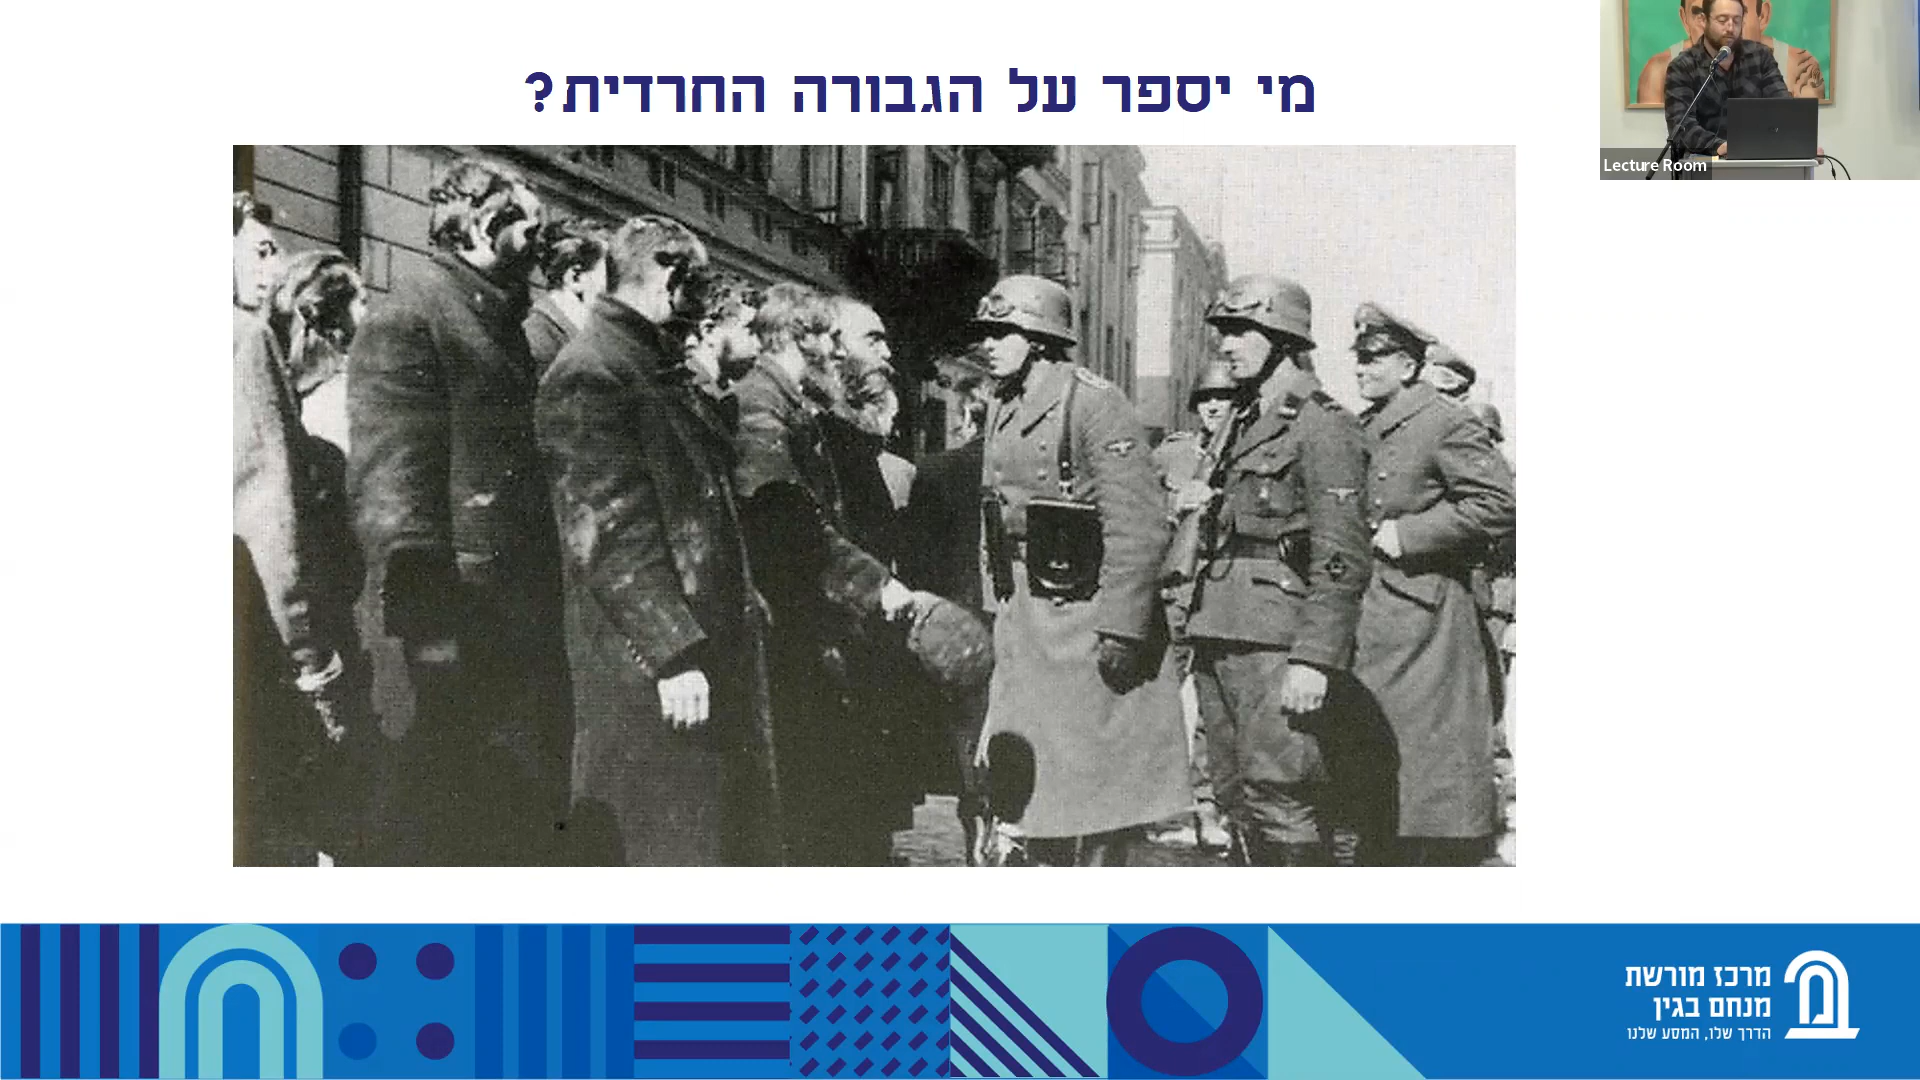 מי יספר על הגבורה החרדית?
Lecture Room
מרכז מורשת
מנחם בגין
הדרך שלו, המסע שלנו